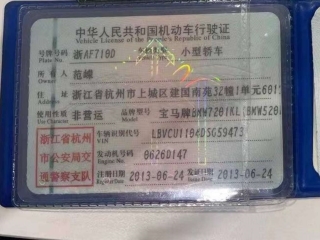 中华人民共和国机动车行驶证
Vehicle License of the People's Republic of China
号牌号码 浙AF719D 车辆类型 小型轿车
Plate No.
所有人 范嵘
Owner
住址 浙江省杭州市上城区建国南苑32幢1单元601
Address
使用性质 非营运 品牌型号 宝马牌BMW7201KL(BMW520
Use Character Model
浙江省杭州
市公安局交
通警察支队
车辆识别代号 LBVCU1104DSG59473
VIN
发动机号码 0626D147
Engine No.
注册日期 2013-06-24 发证日期 2013-06-24
Register Date Issue Date